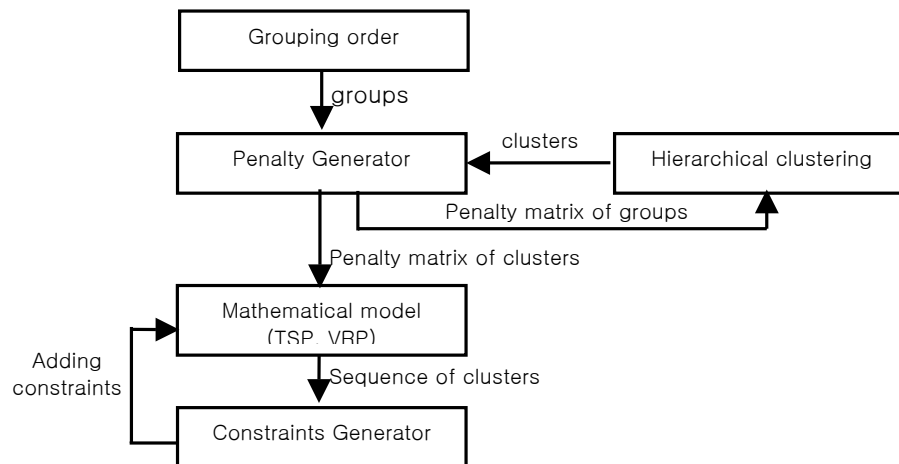 Grouping order
groups
Penalty Generator
clusters
Hierarchical clustering
Penalty matrix of groups
Penalty matrix of clusters
Mathematical model
(TSP, VRP)
Adding
constraints
Sequence of clusters
Constraints Generator